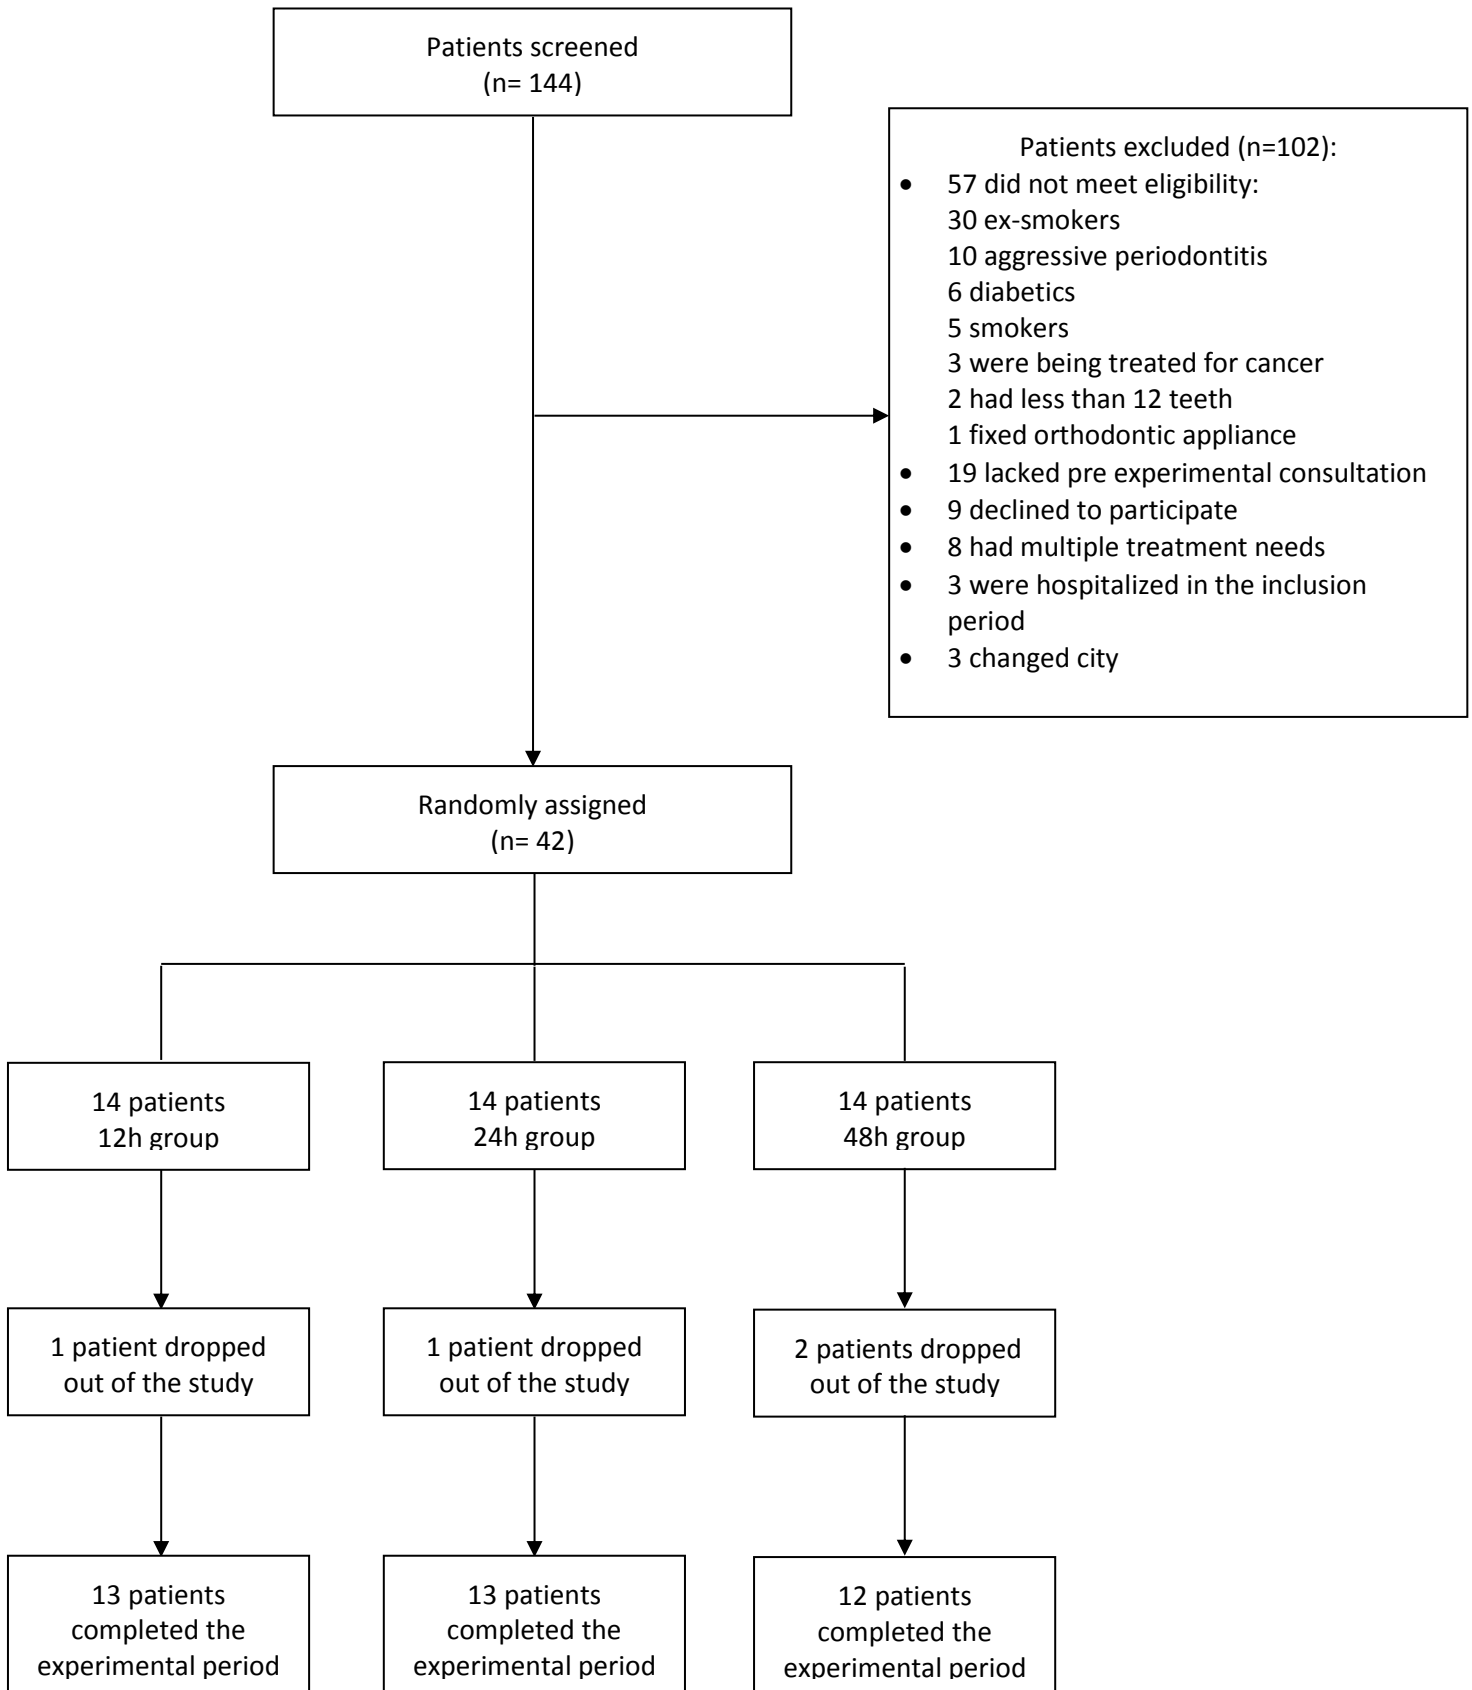 Patients screened
(n= 144)
Patients excluded (n=102):
• 57 did not meet eligibility:
30 ex-smokers
10 aggressive periodontitis
6 diabetics
5 smokers
3 were being treated for cancer
2 had less than 12 teeth
1 fixed orthodontic appliance
• 19 lacked pre experimental consultation
• 9 declined to participate
• 8 had multiple treatment needs
• 3 were hospitalized in the inclusion
period
• 3 changed city
Randomly assigned
(n= 42)
14 patients
12h group
14 patients
24h group
14 patients
48h group
1 patient dropped
out of the study
1 patient dropped
out of the study
2 patients dropped
out of the study
13 patients
completed the
experimental period
13 patients
completed the
experimental period
12 patients
completed the
experimental period